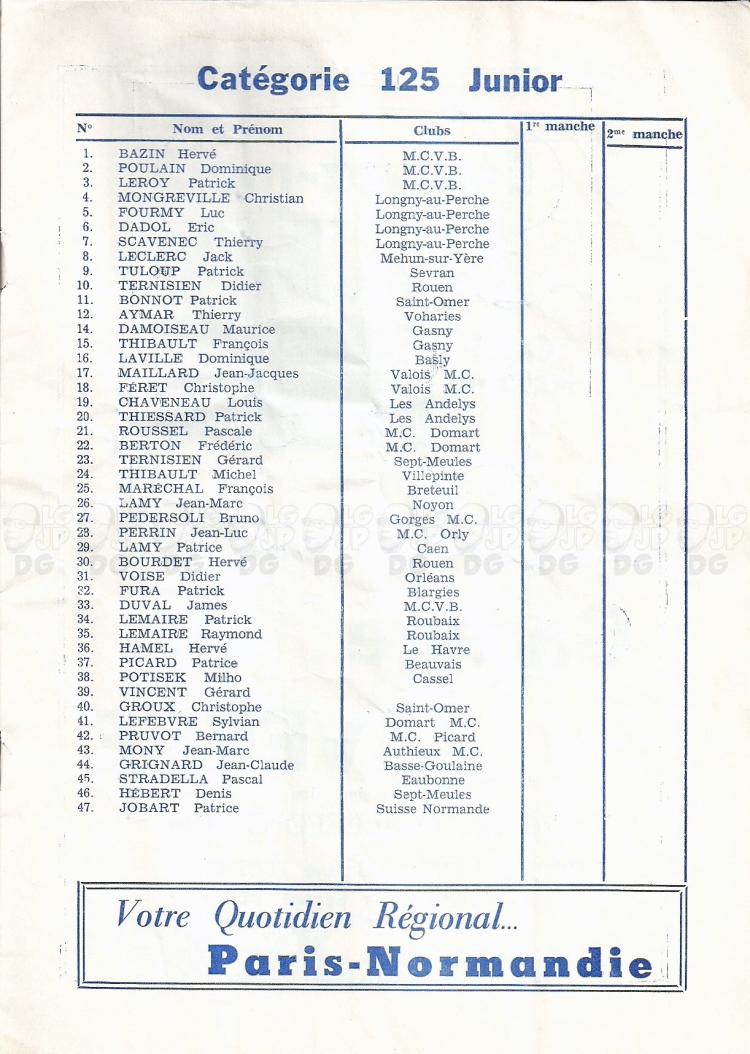 Catégorie 125 Junior
N° Nom et Prénom Clubs 1re manche 2me manche
1. BAZIN Hervé M.C.V.B.
2. POULAIN Dominique M.C.V.B.
3. LEROY Patrick M.C.V.B.
4. MONGREVILLE Christian Longny-au-Perche
5. FOURMY Luc Longny-au-Perche
6. DADOL Eric Longny-au-Perche
7. SCAVENEC Thierry Longny-au-Perche
8. LECLERC Jack Mehun-sur-Yère
9. TULOUP Patrick Sevran
10. TERNISIEN Didier Rouen
11. BONNOT Patrick Saint-Omer
12. AYMAR Thierry Voharies
14. DAMOISEAU Maurice Gasny
15. THIBAULT François Gasny
16. LAVILLE Dominique Basly
17. MAILLARD Jean-Jacques Valois M.C.
18. FÉRET Christophe Valois M.C.
19. CHAVENEAU Louis Les Andelys
20. THIESSARD Patrick Les Andelys
21. ROUSSEL Pascale M.C. Domart
22. BERTON Frédéric M.C. Domart
23. TERNISIEN Gérard Sept-Meules
24. THIBAULT Michel Villepinte
25. MARÉCHAL François Breteuil
26. LAMY Jean-Marc Noyon
27. PEDERSOLI Bruno Gorges M.C.
28. PERRIN Jean-Luc M.C. Orly
29. LAMY Patrice Caen
30. BOURDET Hervé Rouen
31. VOISE Didier Orléans
32. FURA Patrick Blargies
33. DUVAL James M.C.V.B.
34. LEMAIRE Patrick Roubaix
35. LEMAIRE Raymond Roubaix
36. HAMEL Hervé Le Havre
37. PICARD Patrice Beauvais
38. POTISEK Milho Cassel
39. VINCENT Gérard
40. GROUX Christophe Saint-Omer
41. LEFEBVRE Sylvian Domart M.C.
42. PRUVOT Bernard M.C. Picard
43. MONY Jean-Marc Authieux M.C.
44. GRIGNARD Jean-Claude Basse-Goulaine
45. STRADELLA Pascal Eaubonne
46. HÉBERT Denis Sept-Meules
47. JOBART Patrice Suisse Normande
Votre Quotidien Régional...
Paris-Normandie